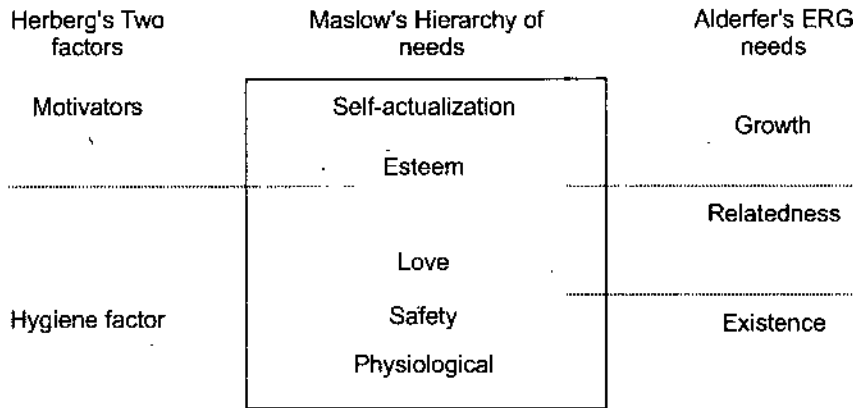 Herberg's Two
factors
Maslow's Hierarchy of
needs
Alderfer's ERG
needs
Motivators
Self-actualization
Growth
Esteem
Relatedness
Love
Hygiene factor
Safety
Existence
Physiological